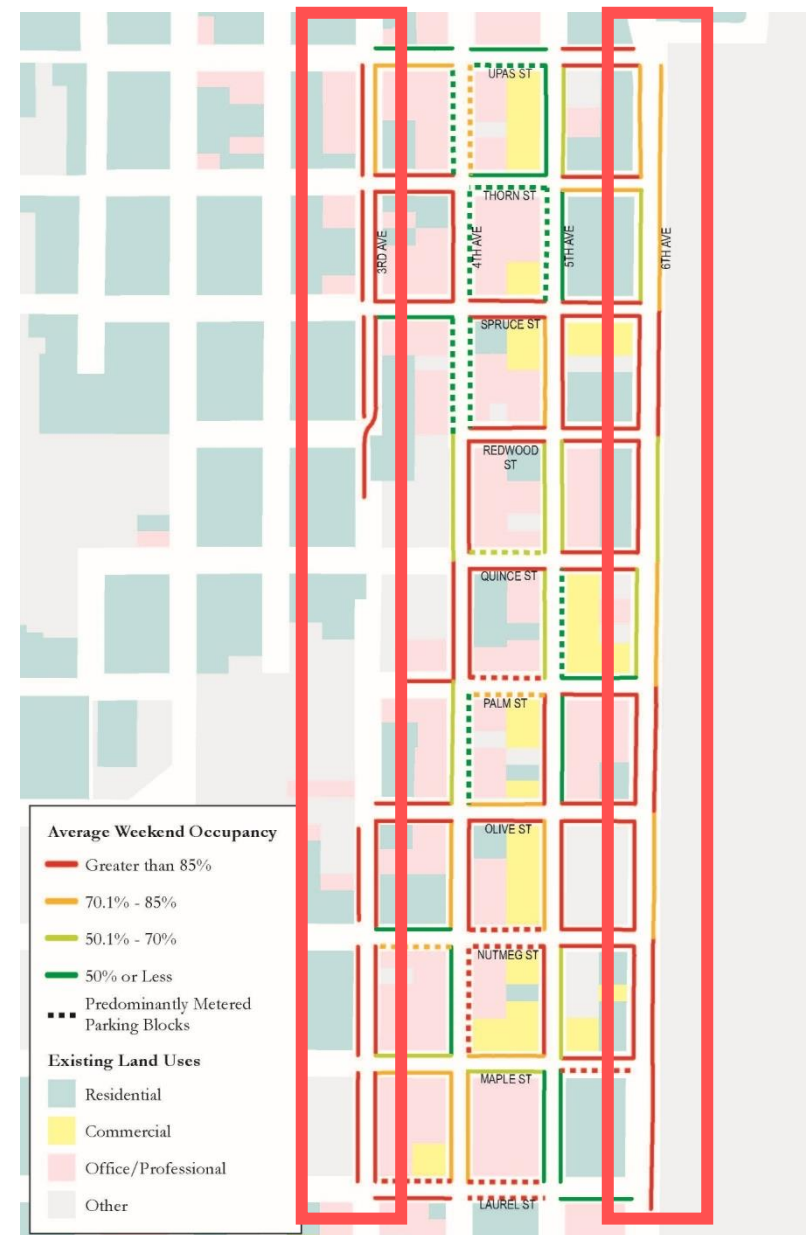 UPAS ST
THORN ST
3RD AVE
4TH AVE
5TH AVE
6TH AVE
SPRUCE ST
REDWOOD
ST
QUINCE ST
PALM ST
OLIVE ST
NUTMEG ST
MAPLE ST
LAUREL ST
Average Weekend Occupancy
Greater than 85%
70.1% - 85%
50.1% - 70%
50% or Less
Predominantly Metered
Parking Blocks
Existing Land Uses
Residential
Commercial
Office/Professional
Other